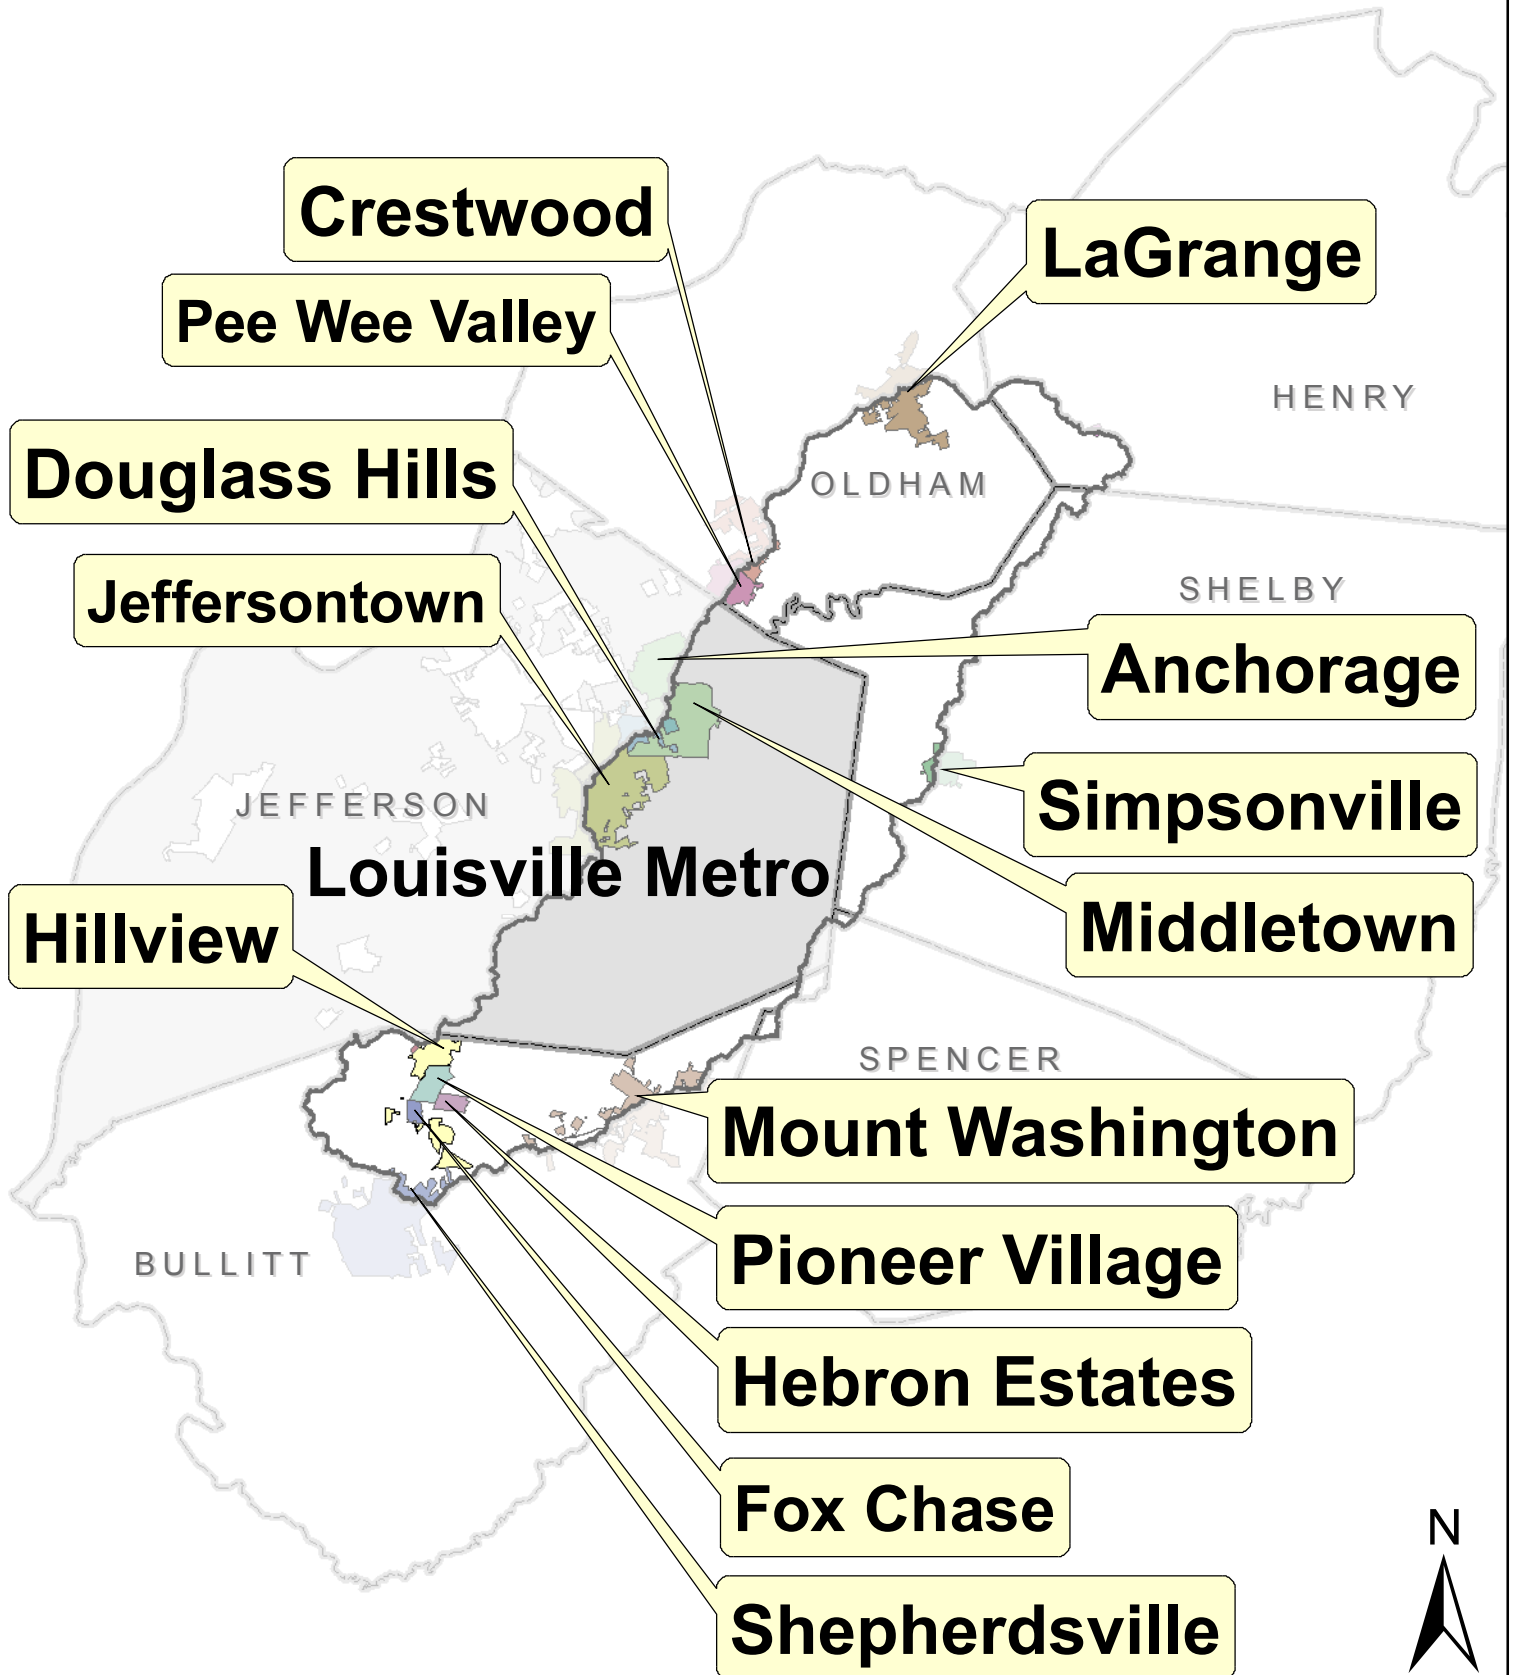 Crestwood
LaGrange
Pee Wee Valley
HENRY
Douglass Hills
OLDHAM
Jeffersontown
SHELBY
Anchorage
JEFFERSON
Simpsonville
Louisville Metro
Hillview
Middletown
SPENCER
Mount Washington
Pioneer Village
BULLITT
Hebron Estates
Fox Chase
N
Shepherdsville